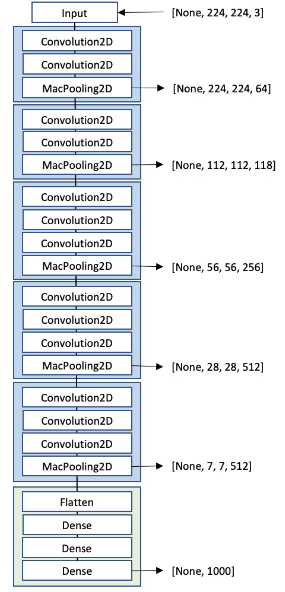 Input
[None, 224, 224, 3]
Convolution2D
Convolution2D
MacPooling2D
[None, 224, 224, 64]
Convolution2D
Convolution2D
MacPooling2D
[None, 112, 112, 118]
Convolution2D
Convolution2D
Convolution2D
MacPooling2D
[None, 56, 56, 256]
Convolution2D
Convolution2D
Convolution2D
MacPooling2D
[None, 28, 28, 512]
Convolution2D
Convolution2D
Convolution2D
MacPooling2D
[None, 7, 7, 512]
Flatten
Dense
Dense
Dense
[None, 1000]